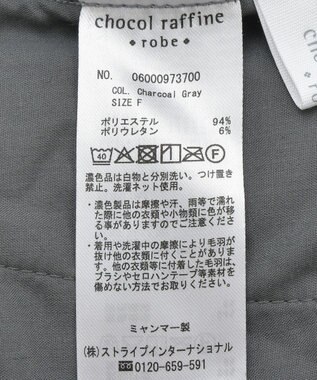 chocol raffine
robe
NO. 06000973700
COL. Charcoal Gray
SIZE F
ポリエステル 94%
ポリウレタン 6%
40 F
濃色品は白物と分別洗い。つけ置き
禁止。洗濯ネット使用。
・濃色製品は摩擦や汗、雨等で濡れ
た際に他の衣類や小物類に色が移
る事がありますのでご注意くださ
い。
・着用や洗濯中の摩擦により毛羽が
抜け他の衣類に付くことがありま
す。他の衣類等に付着した毛羽は、
ブラシやセロハンテープ等素材を
傷めない方法でお取りください。
ミャンマー製
(株)ストライプインターナショナル
0120-659-591